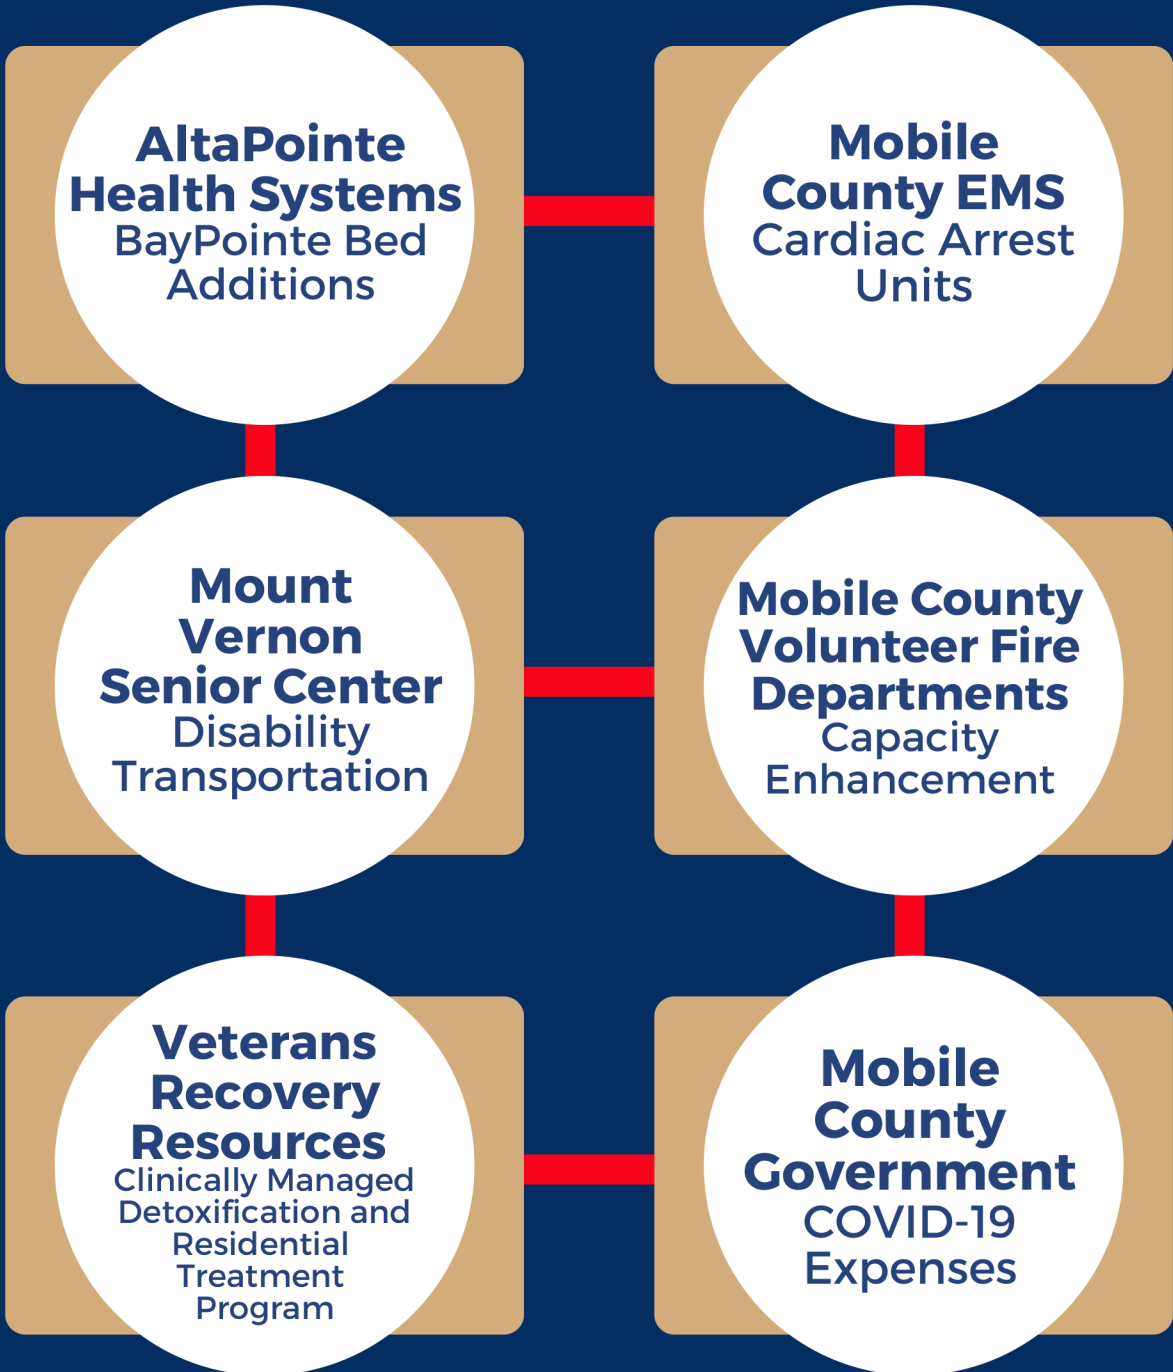 AltaPointe
Health Systems
BayPointe Bed
Additions
Mobile
County EMS
Cardiac Arrest
Units
Mount
Vernon
Senior Center
Disability
Transportation
Mobile County
Volunteer Fire
Departments
Capacity
Enhancement
Veterans
Recovery
Resources
Clinically Managed
Detoxification and
Residential
Treatment
Program
Mobile
County
Government
COVID-19
Expenses